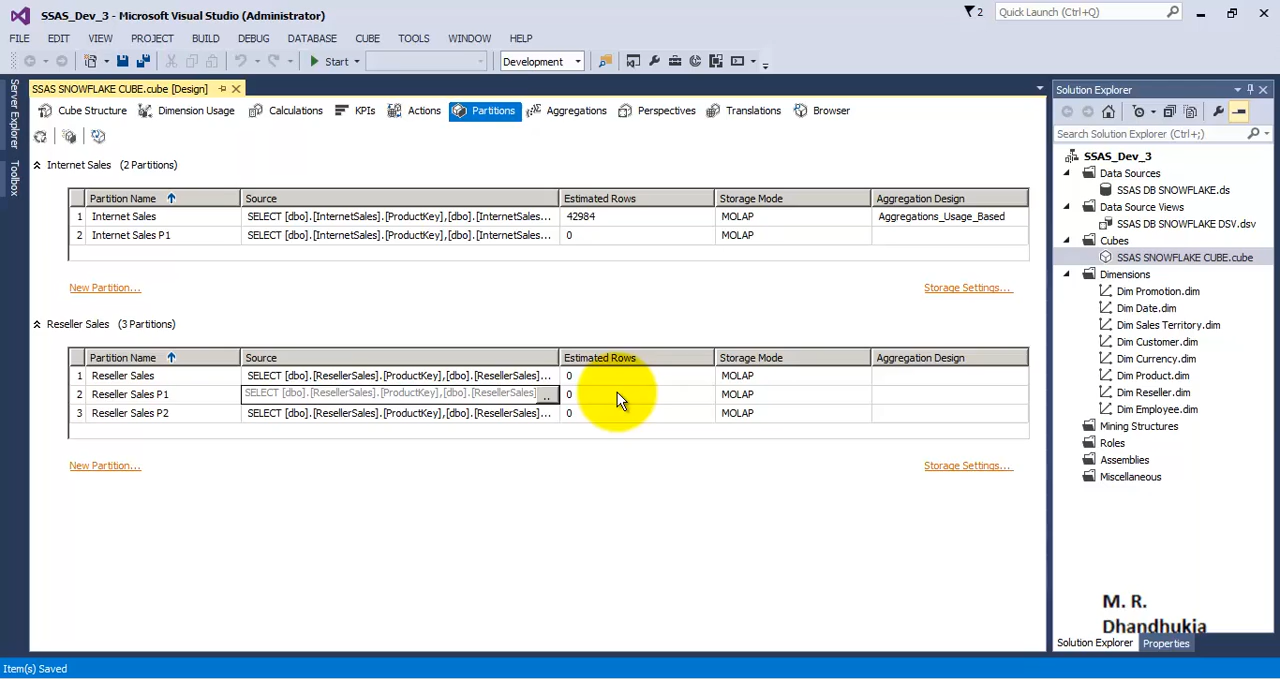 SSAS_Dev_3 - Microsoft Visual Studio (Administrator)
2
Quick Launch (Ctrl+Q)
FILE EDIT VIEW PROJECT BUILD DEBUG DATABASE CUBE TOOLS WINDOW HELP
Start Development
Server Explorer
Toolbox
SSAS SNOWFLAKE CUBE.cube [Design]
Cube Structure Dimension Usage Calculations KPIs Actions Partitions Aggregations Perspectives Translations Browser
Internet Sales (2 Partitions)
Partition Name Source Estimated Rows Storage Mode Aggregation Design
1 Internet Sales SELECT [dbo].[InternetSales].[ProductKey],[dbo].[InternetSales... 42984 MOLAP Aggregations_Usage_Based
2 Internet Sales P1 SELECT [dbo].[InternetSales].[ProductKey],[dbo].[InternetSales... 0 MOLAP
New Partition... Storage Settings...
Reseller Sales (3 Partitions)
Partition Name Source Estimated Rows Storage Mode Aggregation Design
1 Reseller Sales SELECT [dbo].[ResellerSales].[ProductKey],[dbo].[ResellerSales]... 0 MOLAP
2 Reseller Sales P1 SELECT [dbo].[ResellerSales].[ProductKey],[dbo].[ResellerSales] .. 0 MOLAP
3 Reseller Sales P2 SELECT [dbo].[ResellerSales].[ProductKey],[dbo].[ResellerSales]... 0 MOLAP
New Partition... Storage Settings...
Solution Explorer
Search Solution Explorer (Ctrl+;)
SSAS_Dev_3
Data Sources
SSAS DB SNOWFLAKE.ds
Data Source Views
SSAS DB SNOWFLAKE DSV.dsv
Cubes
SSAS SNOWFLAKE CUBE.cube
Dimensions
Dim Promotion.dim
Dim Date.dim
Dim Sales Territory.dim
Dim Customer.dim
Dim Currency.dim
Dim Product.dim
Dim Reseller.dim
Dim Employee.dim
Mining Structures
Roles
Assemblies
Miscellaneous
M. R.
Dhandhukia
Solution Explorer Properties
Item(s) Saved